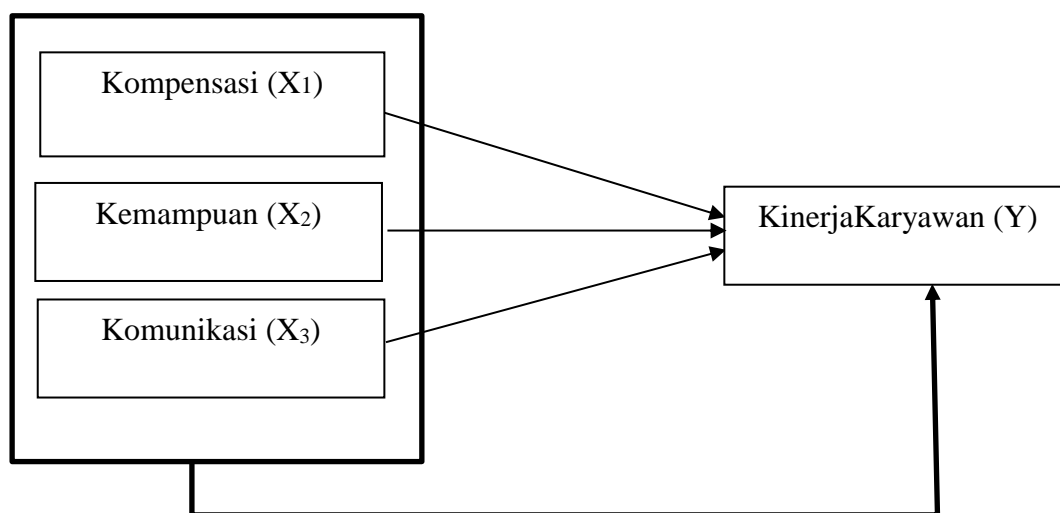 Kompensasi (X1)
Kemampuan (X2)
KinerjaKaryawan (Y)
Komunikasi (X3)